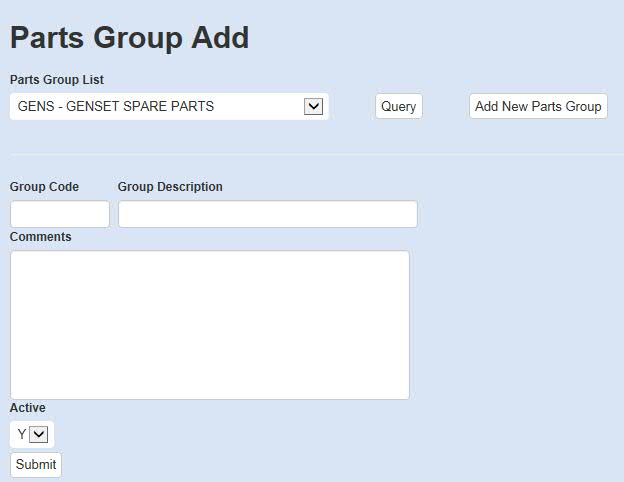 Parts Group Add
Parts Group List
GENS - GENSET SPARE PARTS Query Add New Parts Group
Group Code Group Description
Comments
Active
Y
Submit